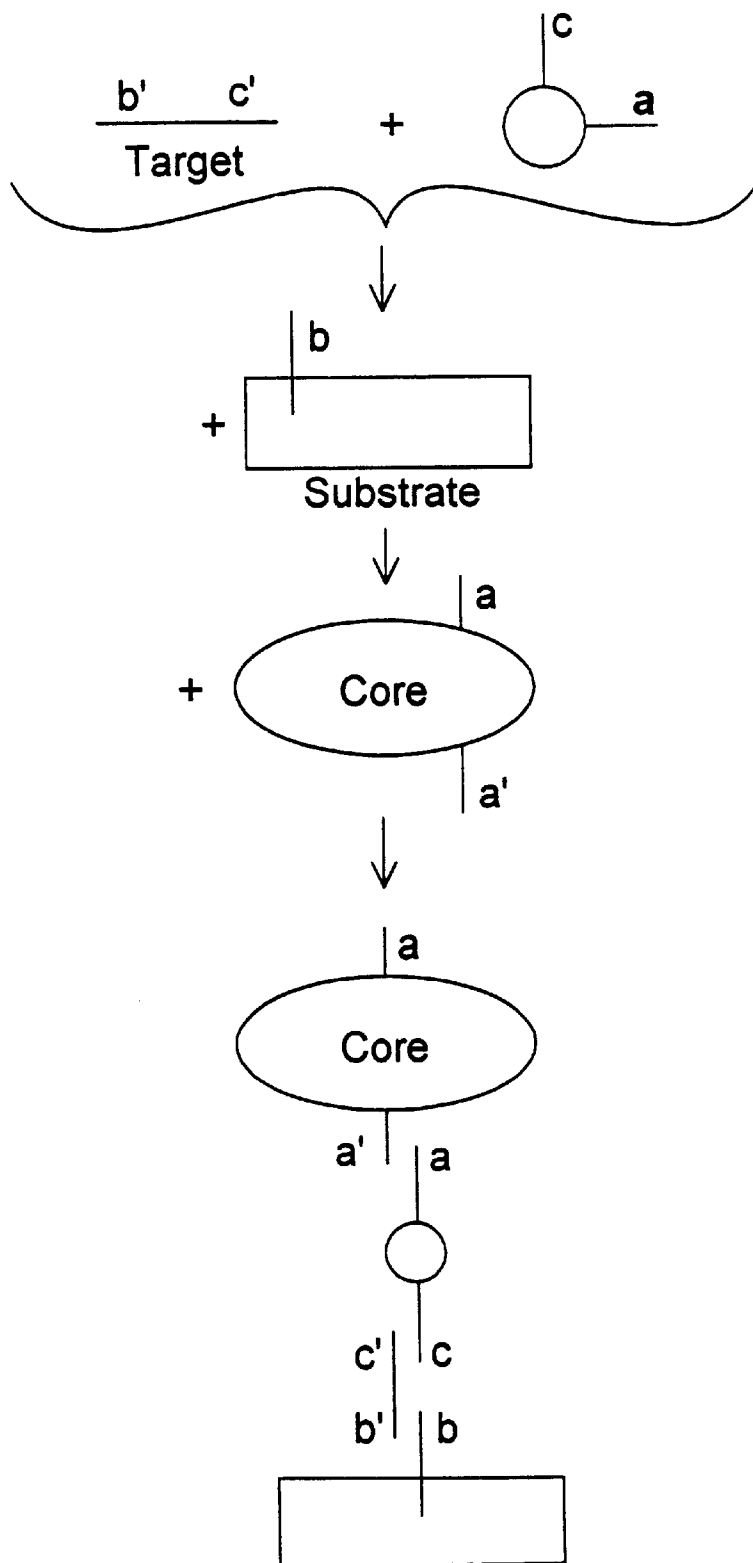 c
b' c' + a
Target
b
+
Substrate
a
+ Core
a'
a
Core
a' a
c' c
b' b